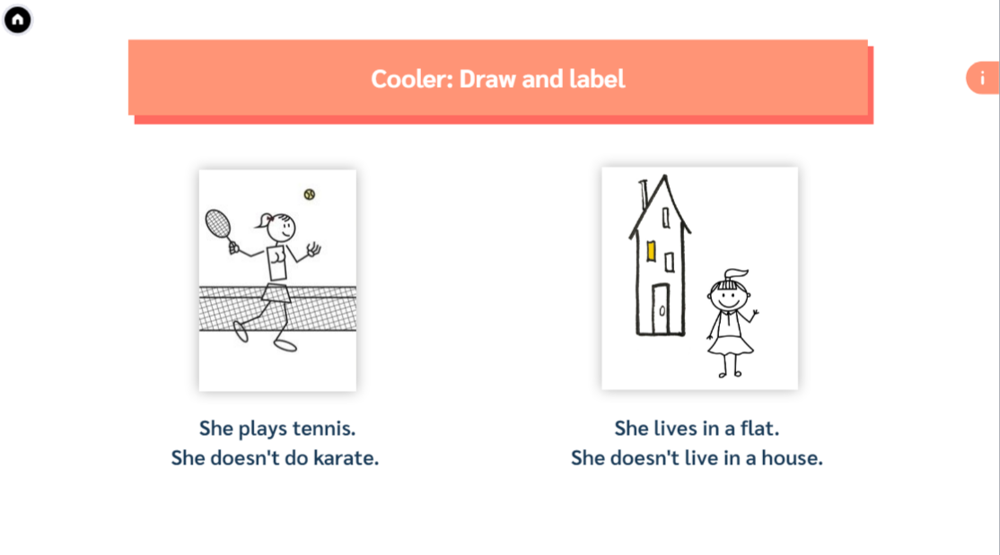 Cooler: Draw and label
i
She plays tennis.
She doesn't do karate.
She lives in a flat.
She doesn't live in a house.